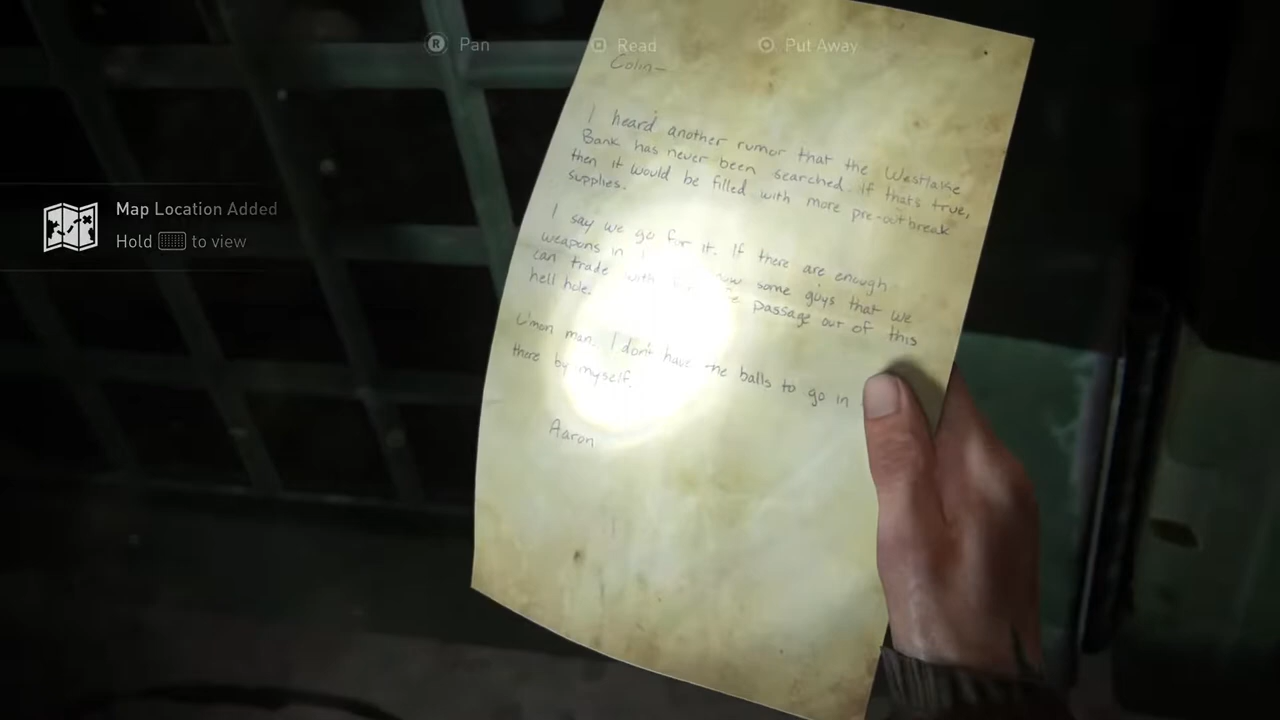 Pan
Read
Put Away
Map Location Added
Hold to view
Colin-
I heard another rumor that the Westlake
Bank has never been searched. If that's true,
then it would be filled with more pre-outbreak
supplies.
I say we go for it. If there are enough
weapons in some guys that we
can trade with passage out of this
hell hole.
C'mon man. I don't have the balls to go in
there by myself.
Aaron